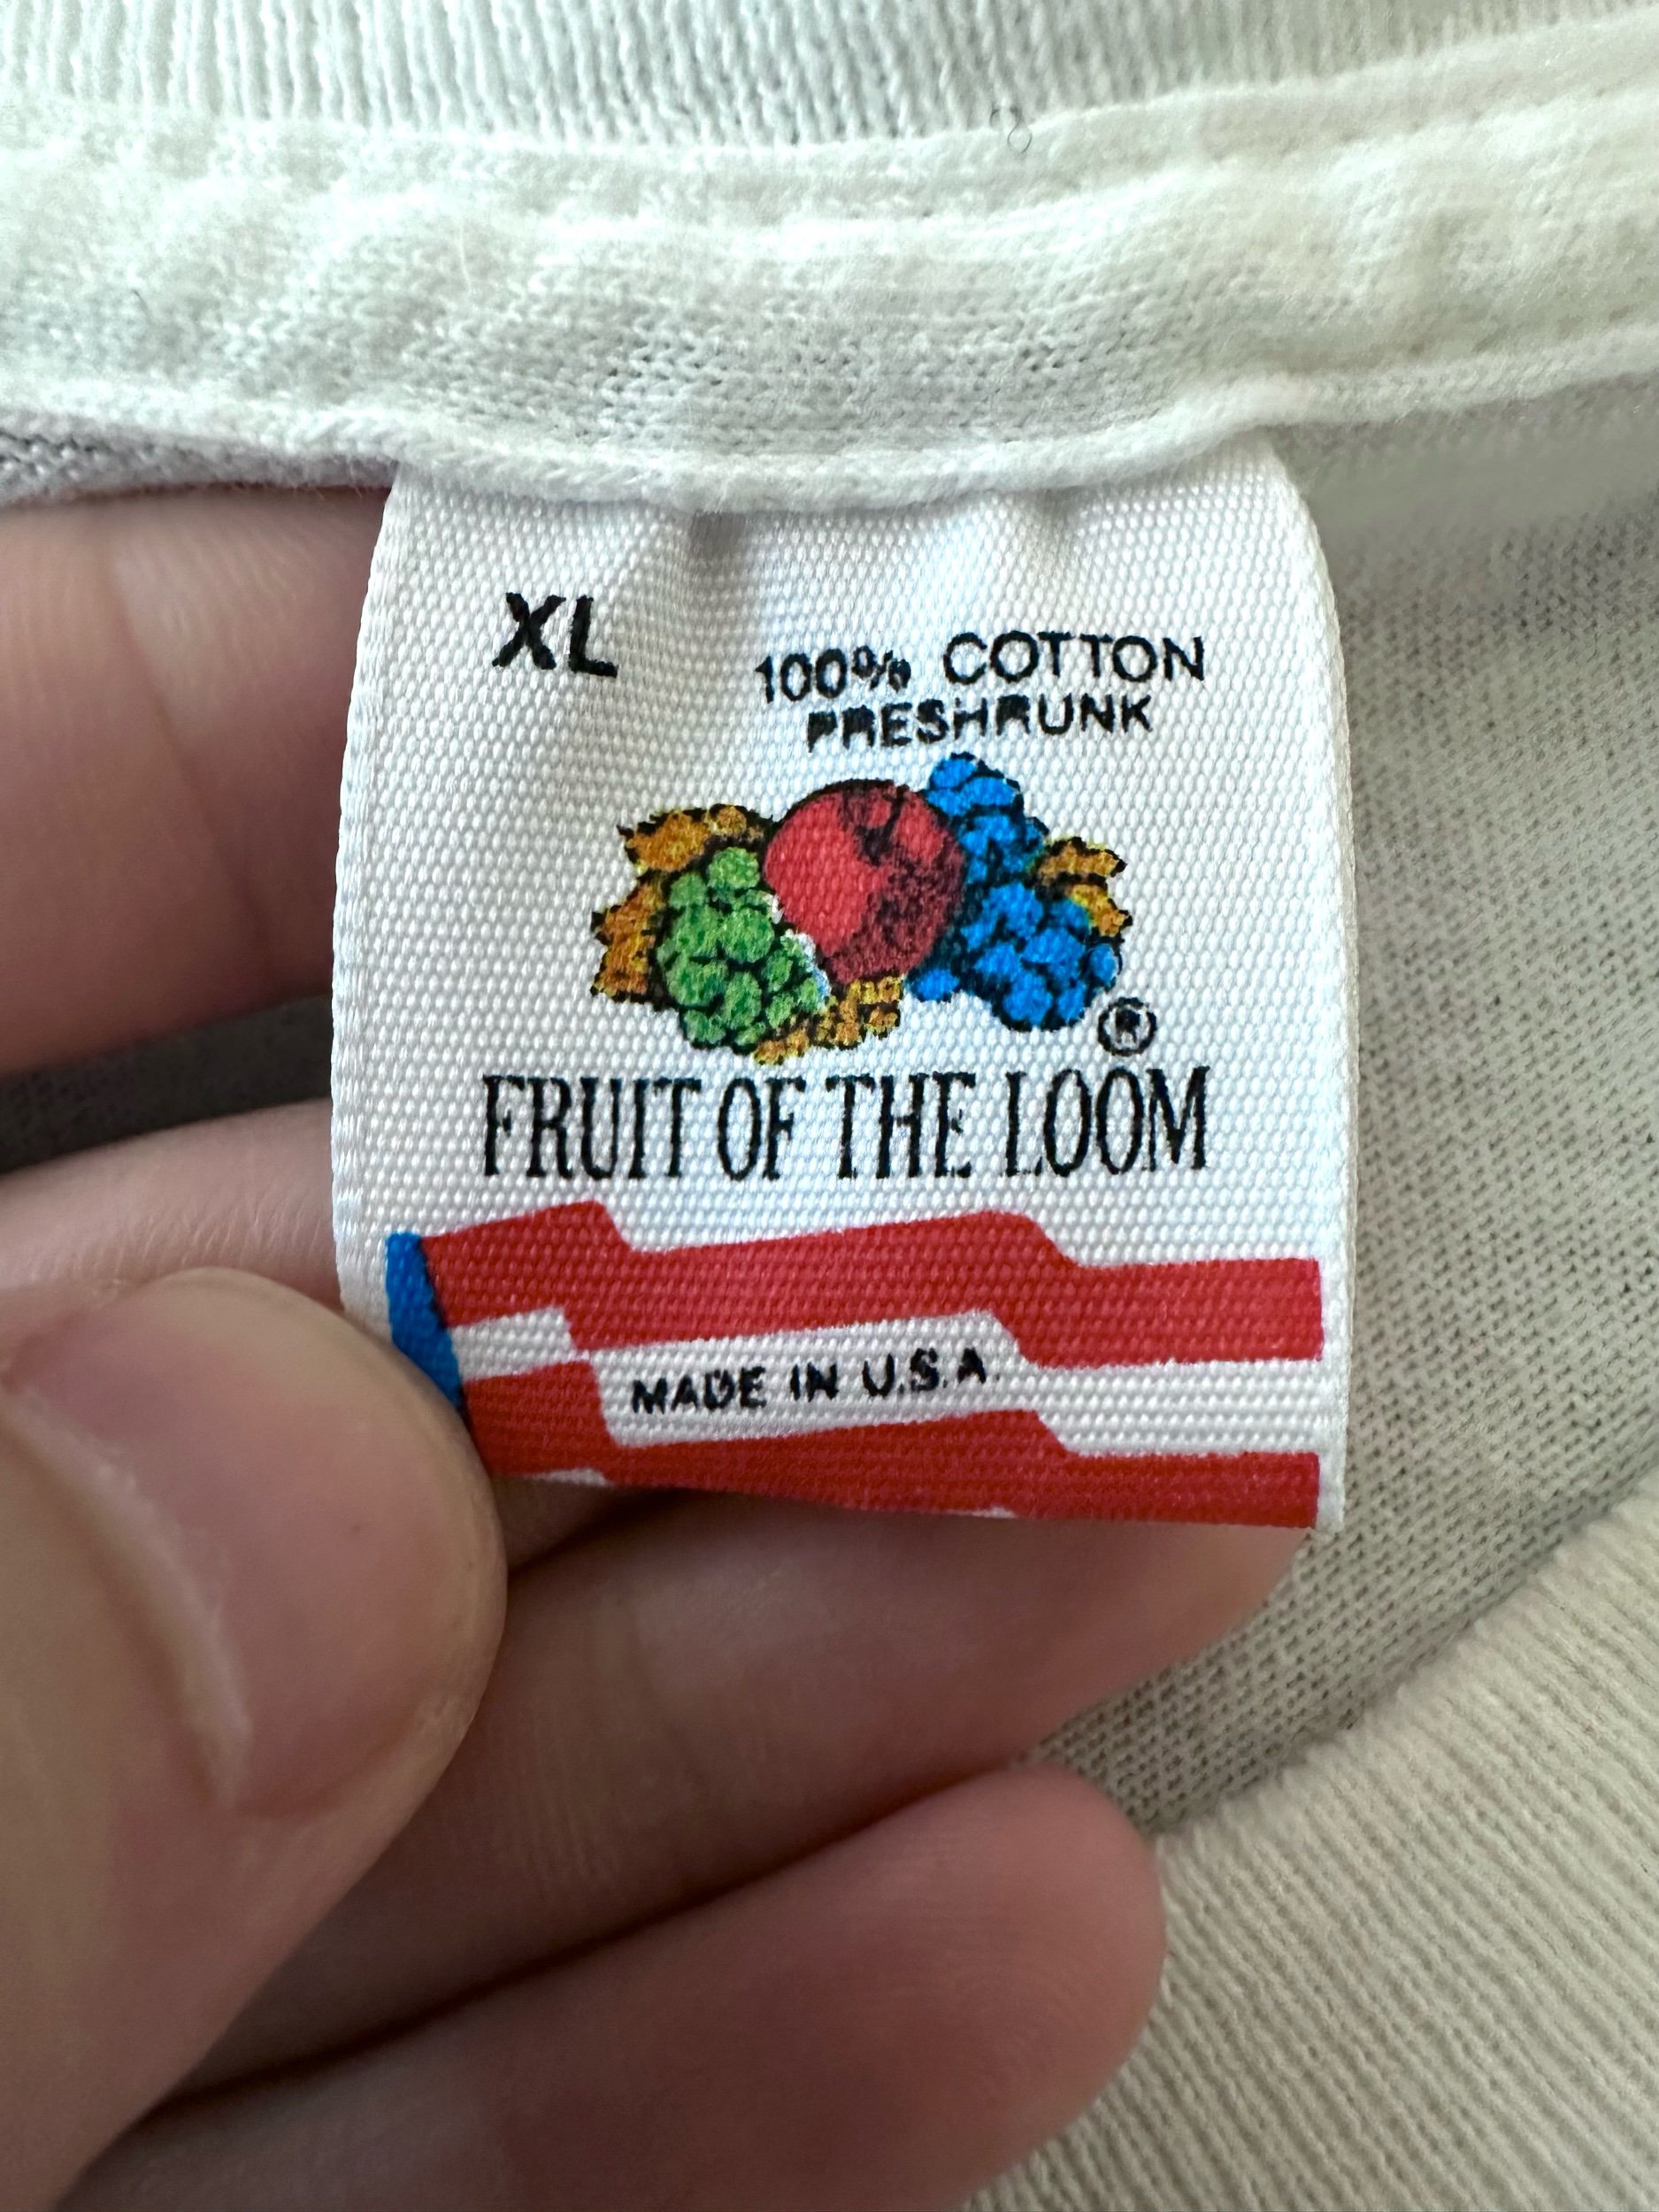 XL
100% COTTON
PRESHRUNK
®
FRUIT OF THE LOOM
MADE IN U.S.A.